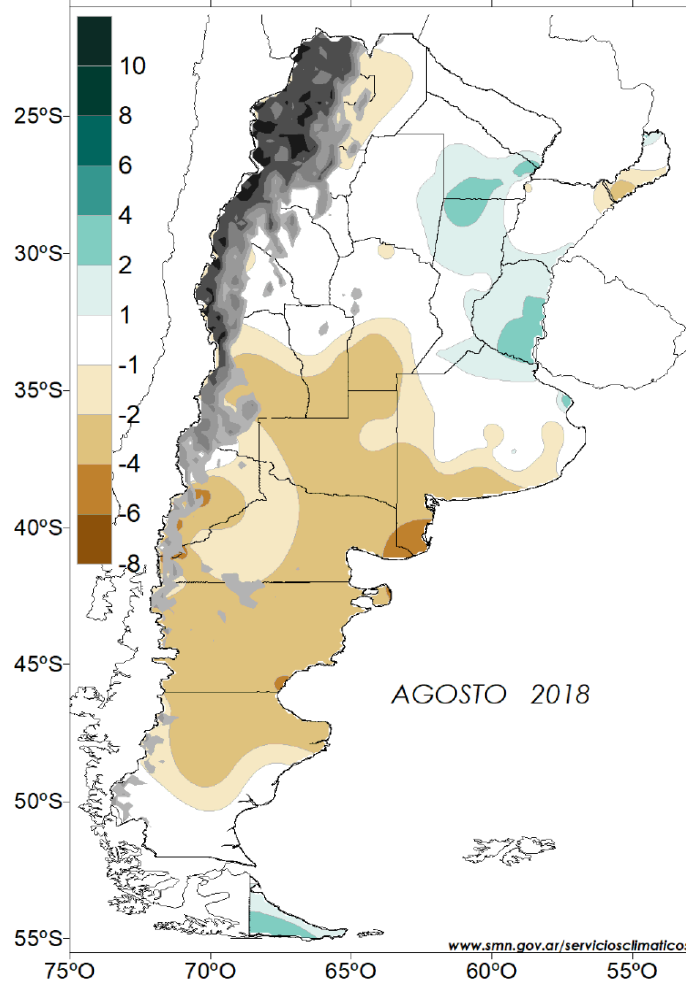 10
8
6
4
2
1
-1
-2
-4
-6
-8
25ºS
30ºS
35ºS
40ºS
45ºS
50ºS
55ºS
AGOSTO 2018
www.smn.gov.ar/serviciosclimaticos
75ºO 70ºO 65ºO 60ºO 55ºO